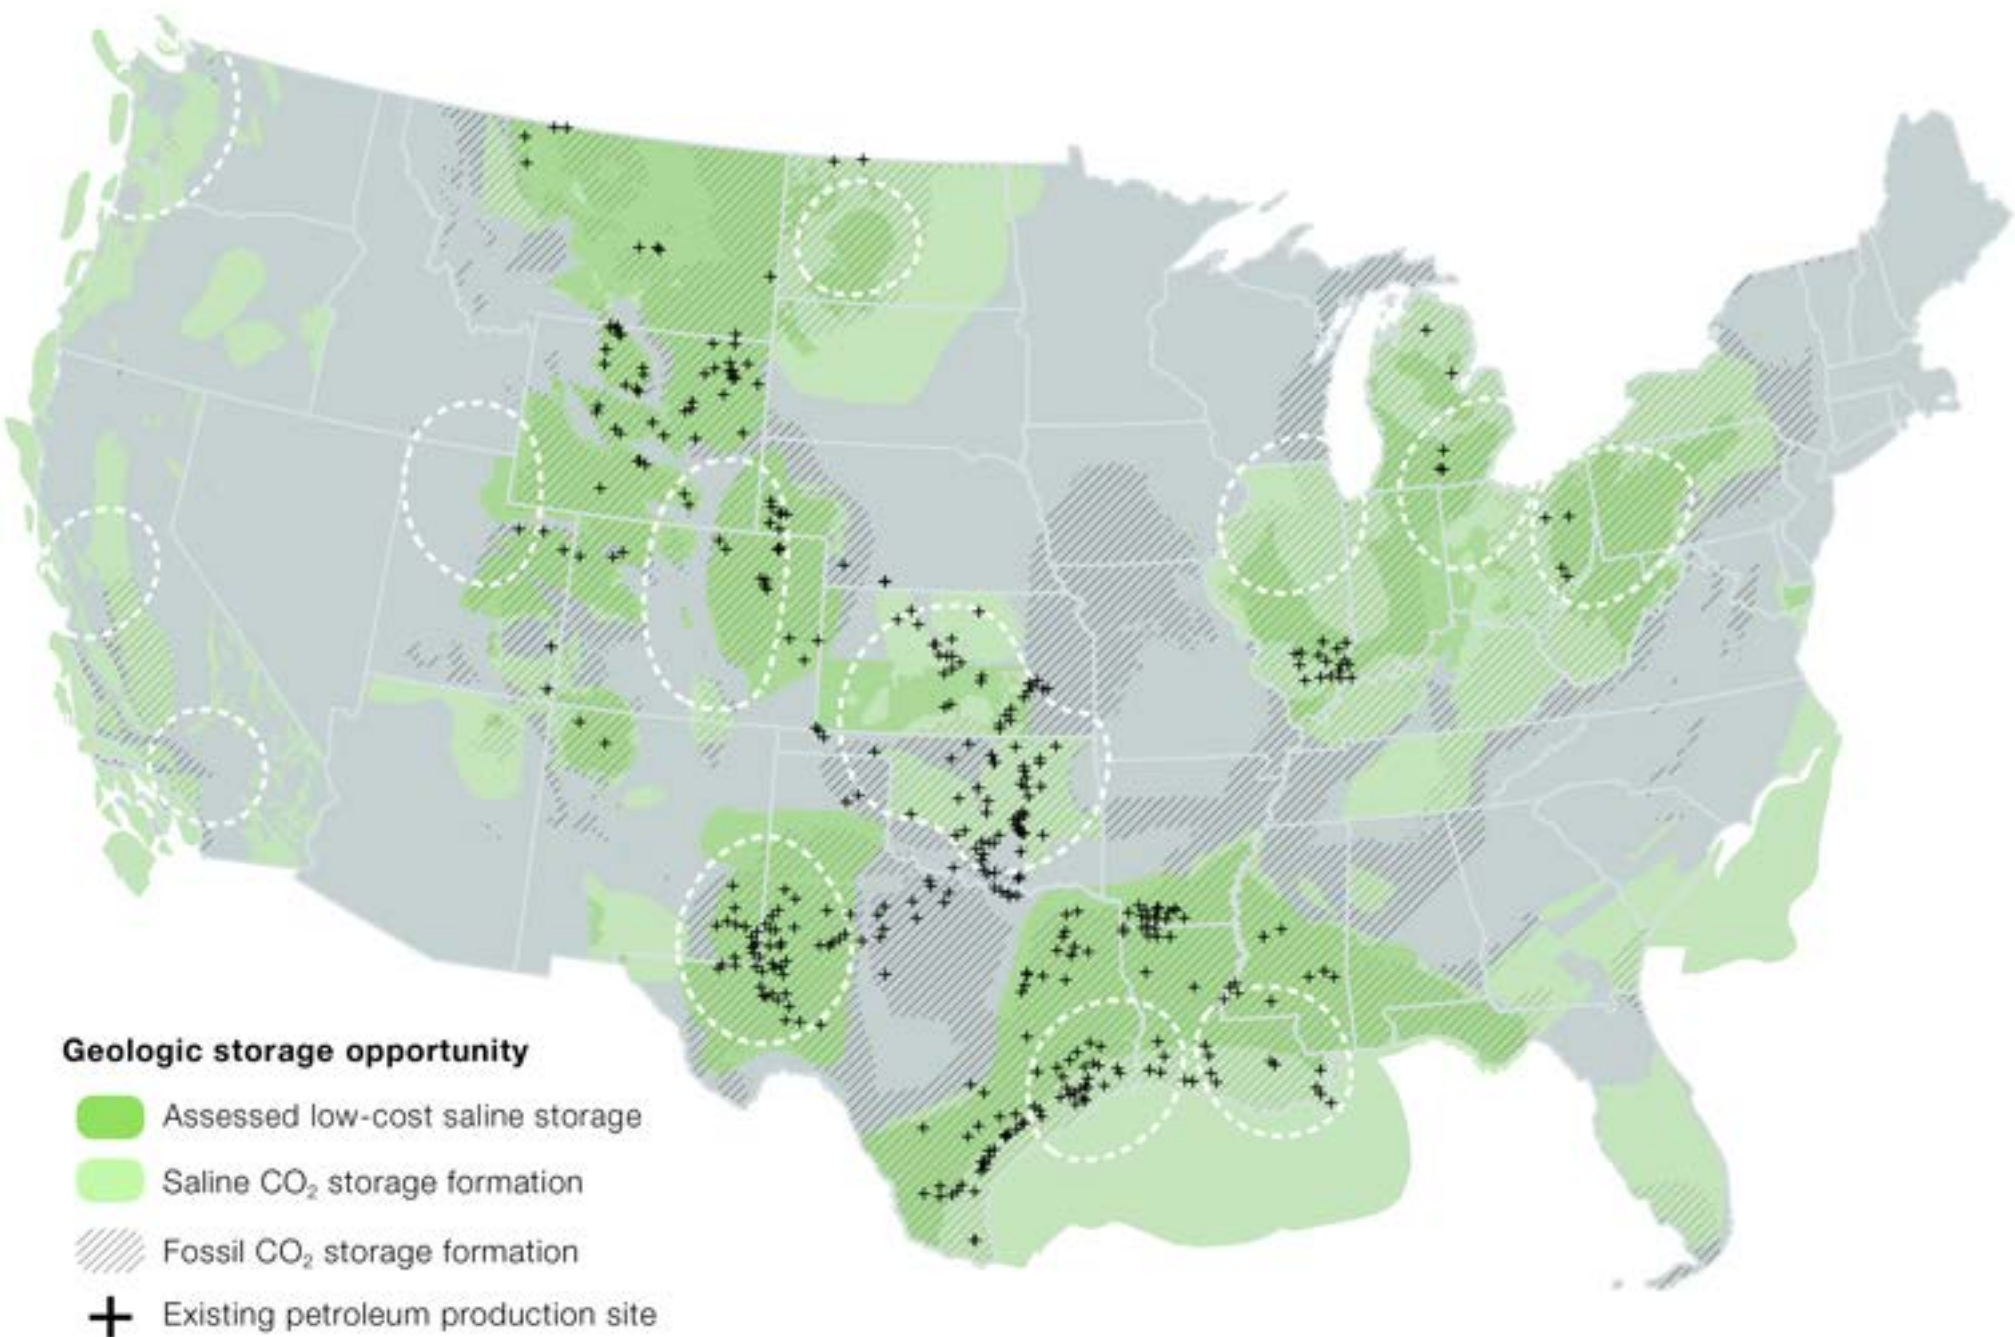 Geologic storage opportunity
Assessed low-cost saline storage
Saline CO₂ storage formation
Fossil CO₂ storage formation
Existing petroleum production site